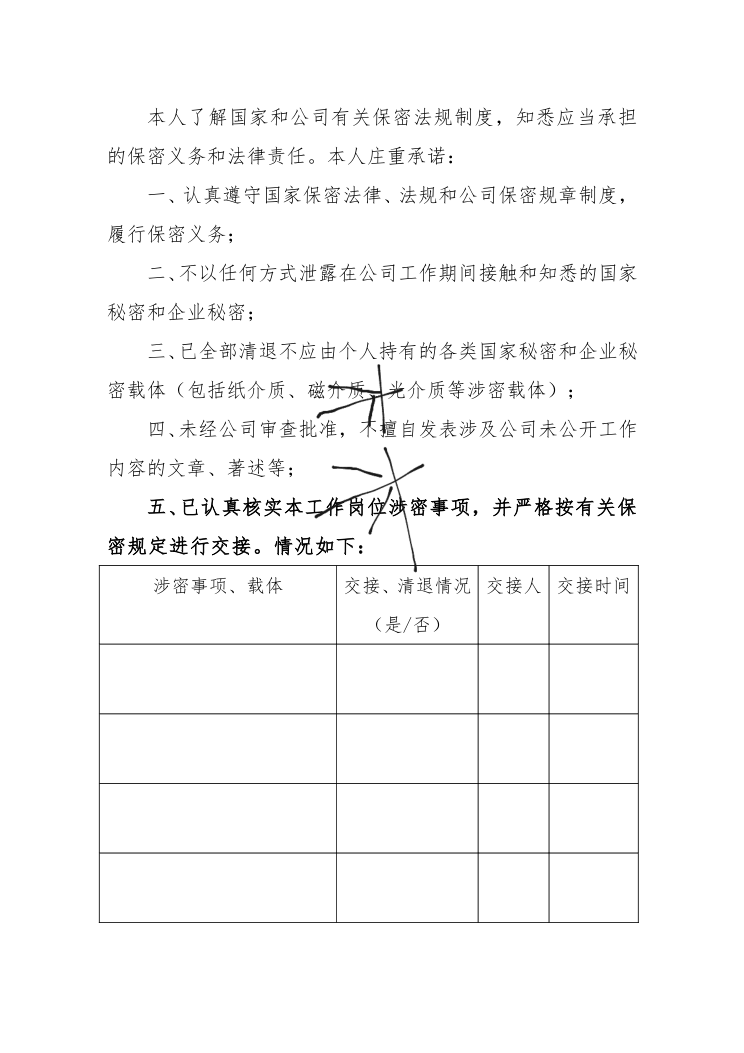 本人了解国家和公司有关保密法规制度，知悉应当承担
的保密义务和法律责任。本人庄重承诺：
一、认真遵守国家保密法律、法规和公司保密规章制度，
履行保密义务；
二、不以任何方式泄露在公司工作期间接触和知悉的国家
秘密和企业秘密；
三、已全部清退不应由个人持有的各类国家秘密和企业秘
密载体（包括纸介质、磁介质、光介质等涉密载体）；
四、未经公司审查批准，不擅自发表涉及公司未公开工作
内容的文章、著述等；
五、已认真核实本工作岗位涉密事项，并严格按有关保
密规定进行交接。情况如下：
涉密事项、载体 交接、清退情况 交接人 交接时间
（是/否）